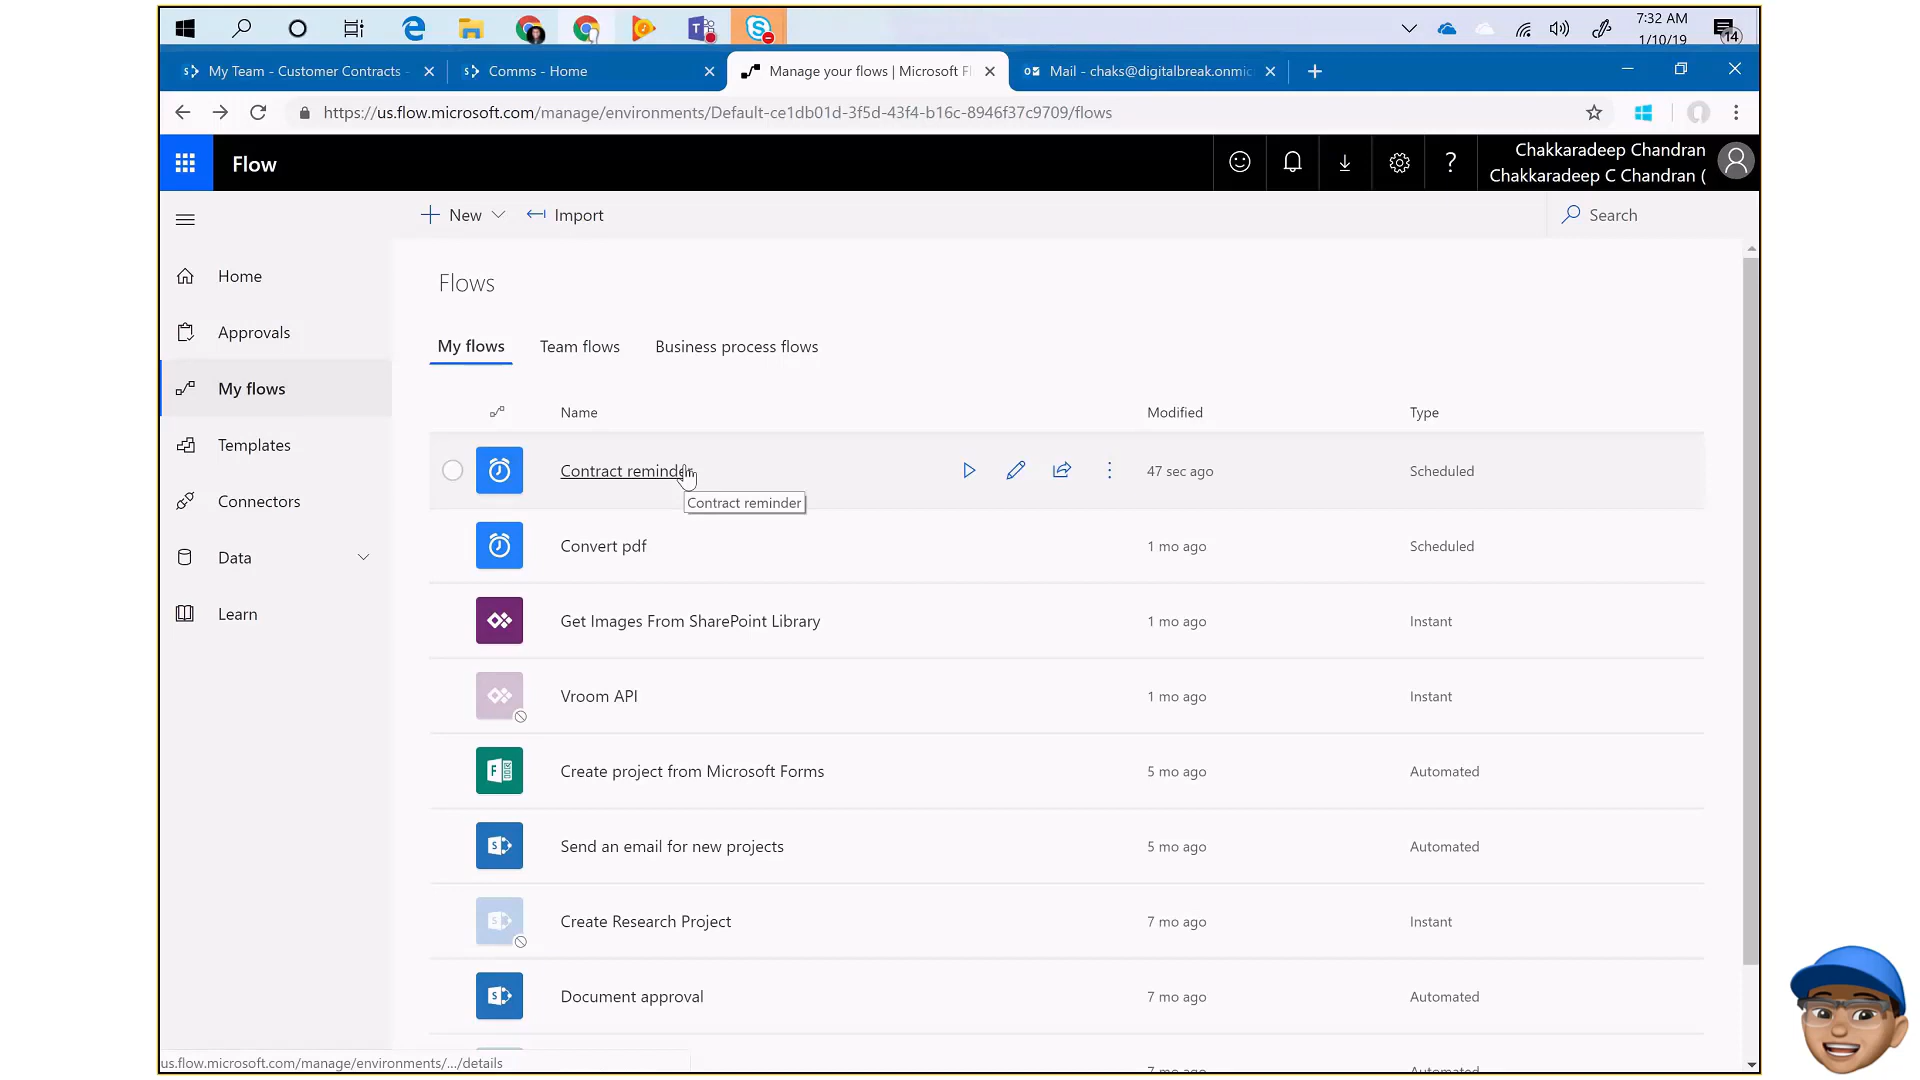 7:32 AM
1/10/19
14
My Team - Customer Contracts -
Comms - Home
Manage your flows | Microsoft Fl
Mail - chaks@digitalbreak.onmic
https://us.flow.microsoft.com/manage/environments/Default-ce1db01d-3f5d-43f4-b16c-8946f37c9709/flows
Flow
Chakkaradeep Chandran
Chakkaradeep C Chandran (
New
Import
Search
Home
Approvals
My flows
Templates
Connectors
Data
Learn
Flows
My flows
Team flows
Business process flows
Name
Modified
Type
Contract reminder
47 sec ago
Scheduled
Contract reminder
Convert pdf
1 mo ago
Scheduled
Get Images From SharePoint Library
1 mo ago
Instant
Vroom API
1 mo ago
Instant
Create project from Microsoft Forms
5 mo ago
Automated
Send an email for new projects
5 mo ago
Automated
Create Research Project
7 mo ago
Instant
Document approval
7 mo ago
Automated
7 mo ago
Automated
us.flow.microsoft.com/manage/environments/.../details